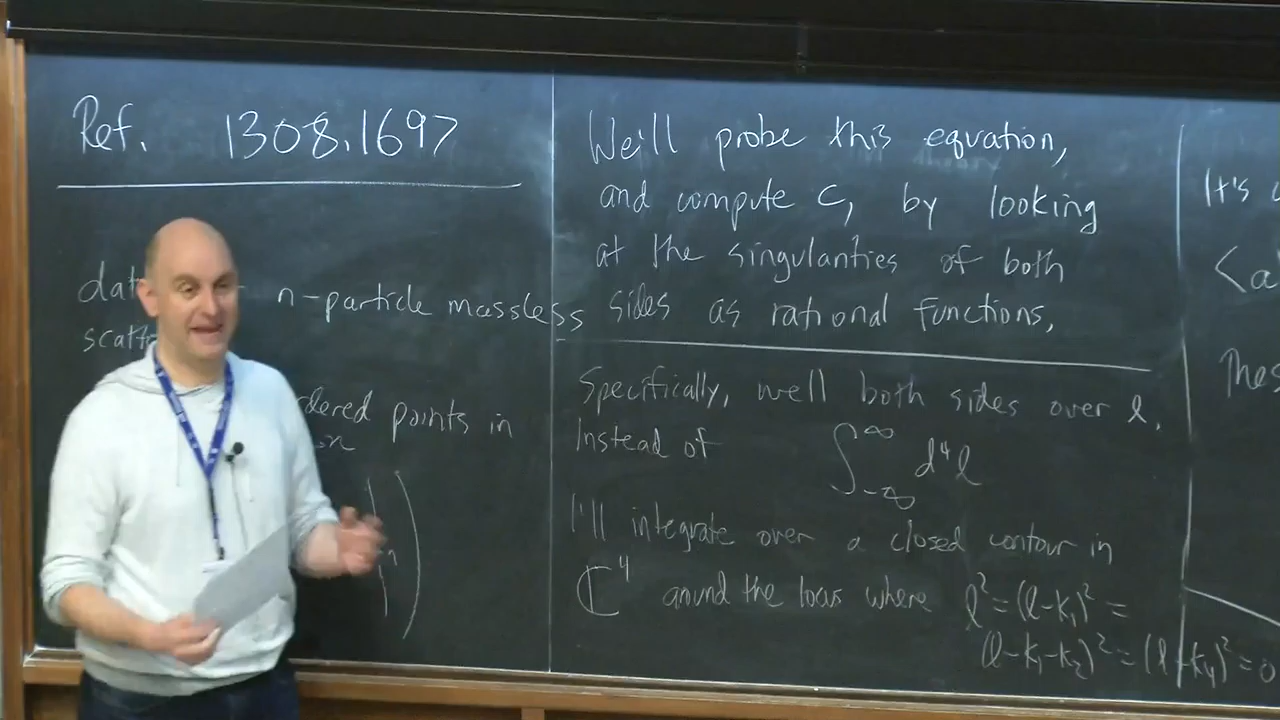 Ref. 1308.1697
n-particle massless
rdered points in
We'll probe this equation,
and compute C, by looking
at the singularities of both
sides as rational functions.
Specifically, we'll both sides over ℓ.
Instead of ∫_{-∞}^{∞} d⁴ℓ
I'll integrate over a closed contour in
ℂ⁴ around the locus where ℓ² = (ℓ-k₁)² =
(ℓ-k₁-k₂)² = (ℓ+k₄)² = 0
It's